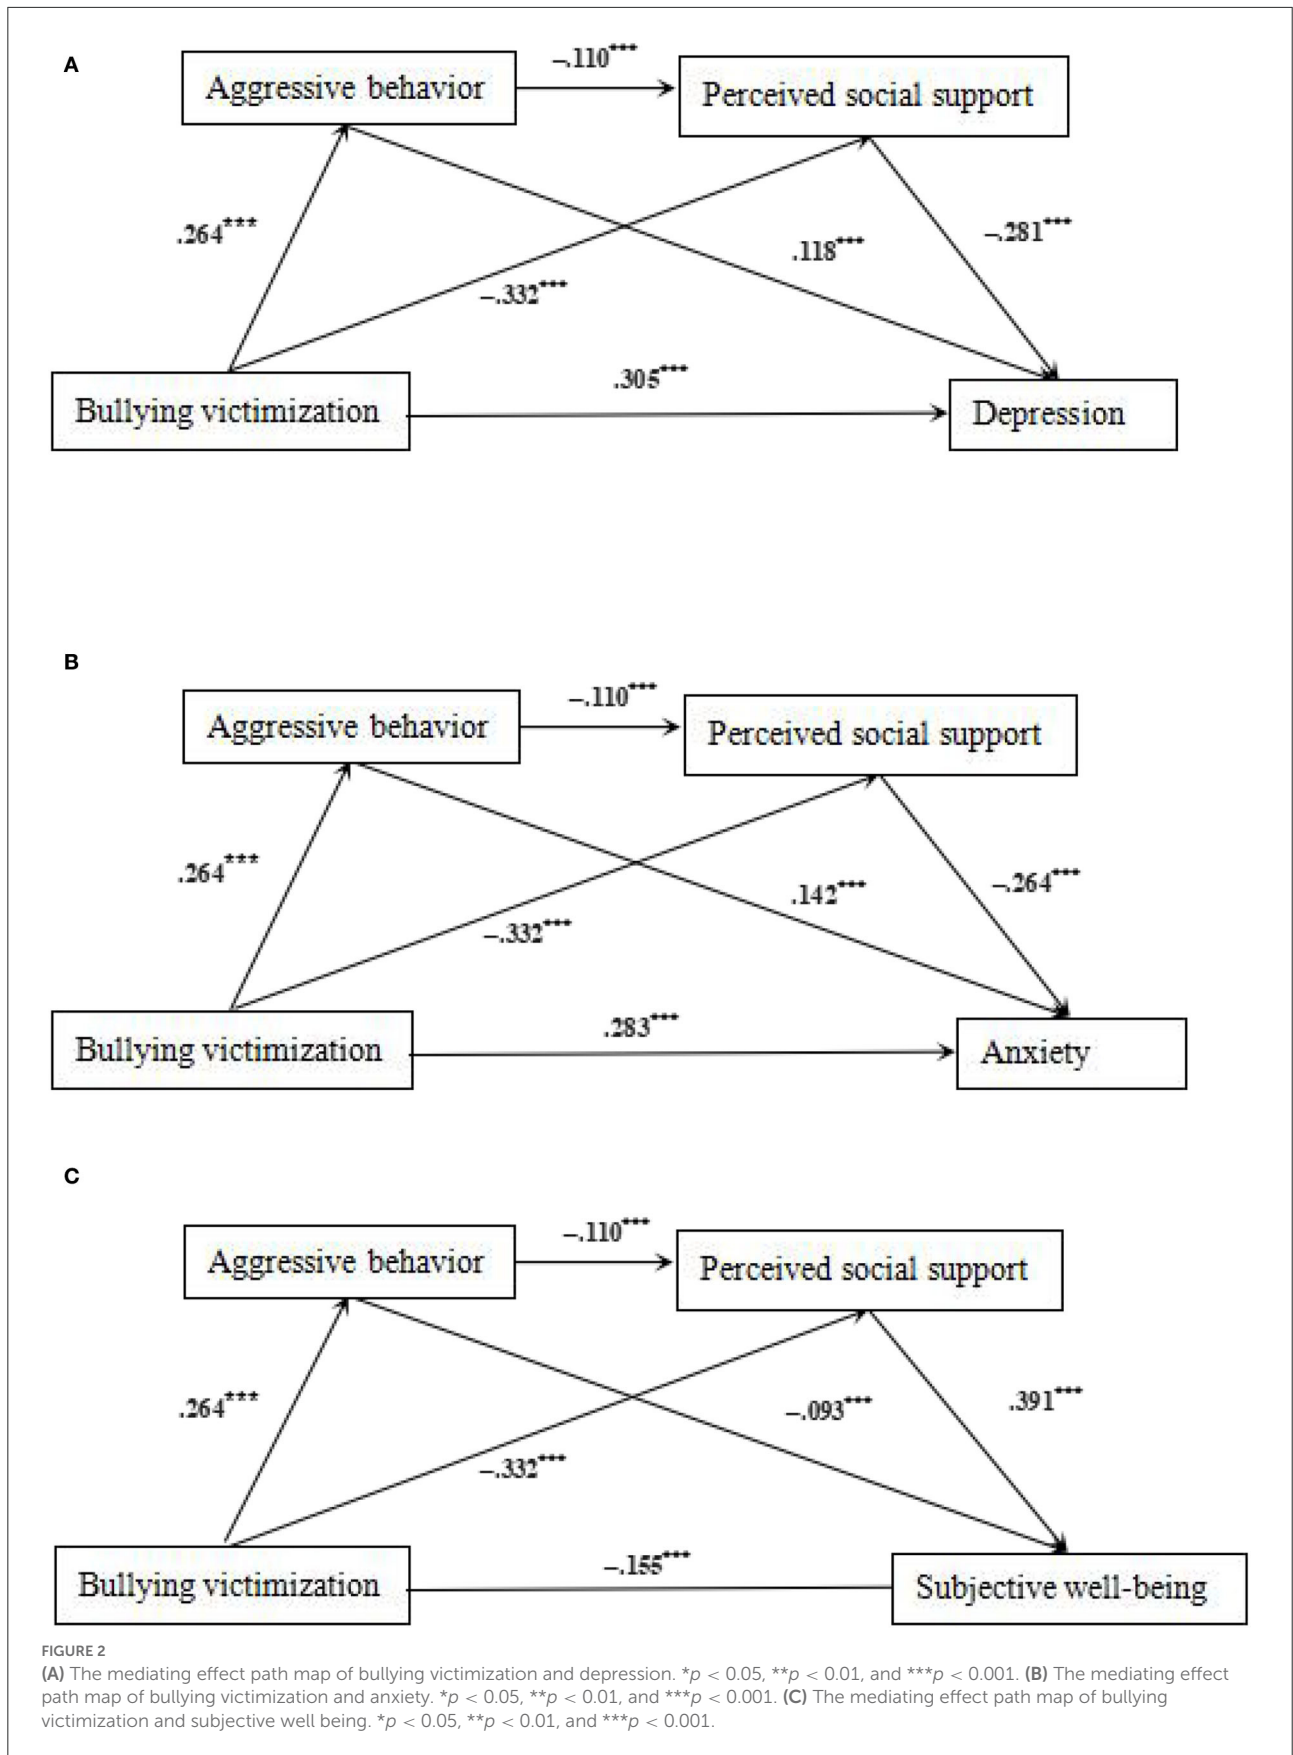 A
–.110***
Aggressive behavior
Perceived social support
.264***
.118***
–.281***
–.332***
.305***
Bullying victimization
Depression
B
–.110***
Aggressive behavior
Perceived social support
.264***
.142***
–.264***
–.332***
.283***
Bullying victimization
Anxiety
C
–.110***
Aggressive behavior
Perceived social support
.264***
–.093***
.391***
–.332***
–.155***
Bullying victimization
Subjective well-being
FIGURE 2
(A) The mediating effect path map of bullying victimization and depression. *p < 0.05, **p < 0.01, and ***p < 0.001. (B) The mediating effect
path map of bullying victimization and anxiety. *p < 0.05, **p < 0.01, and ***p < 0.001. (C) The mediating effect path map of bullying
victimization and subjective well being. *p < 0.05, **p < 0.01, and ***p < 0.001.